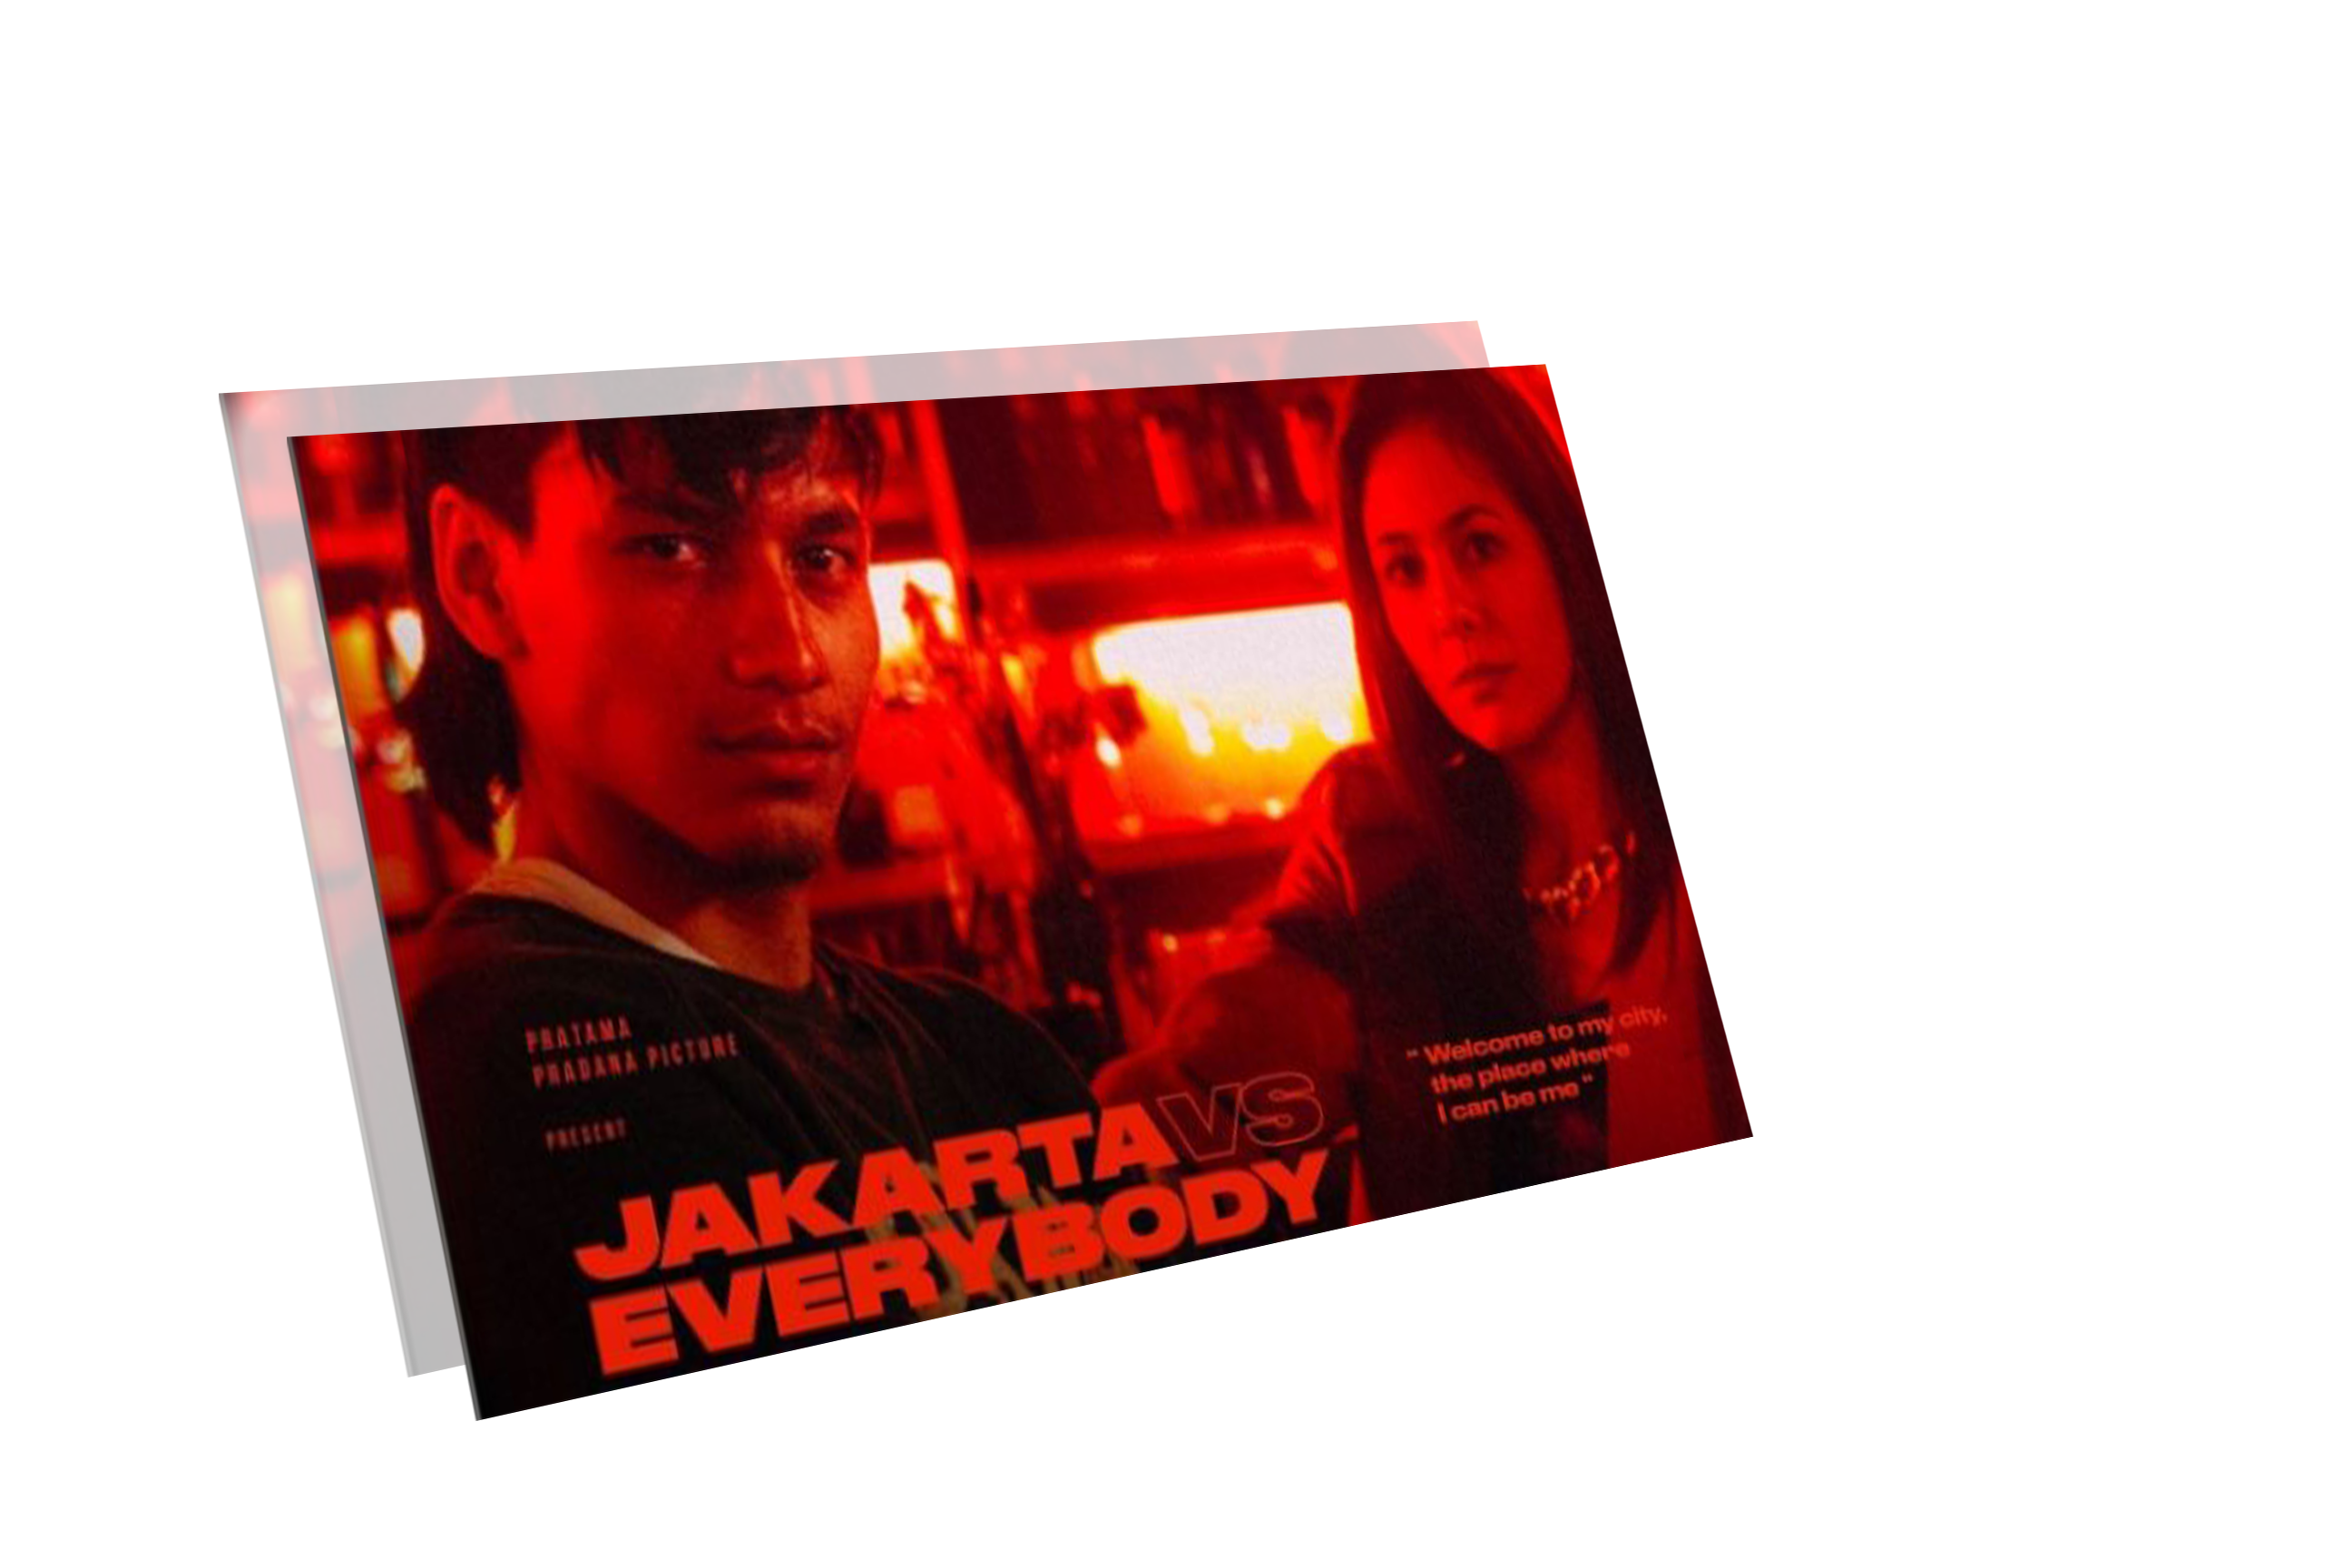 PRATAMA
PRADANA PICTURE
PRESENT
JAKARTA VS
EVERYBODY
“ Welcome to my city,
the place where
I can be me “